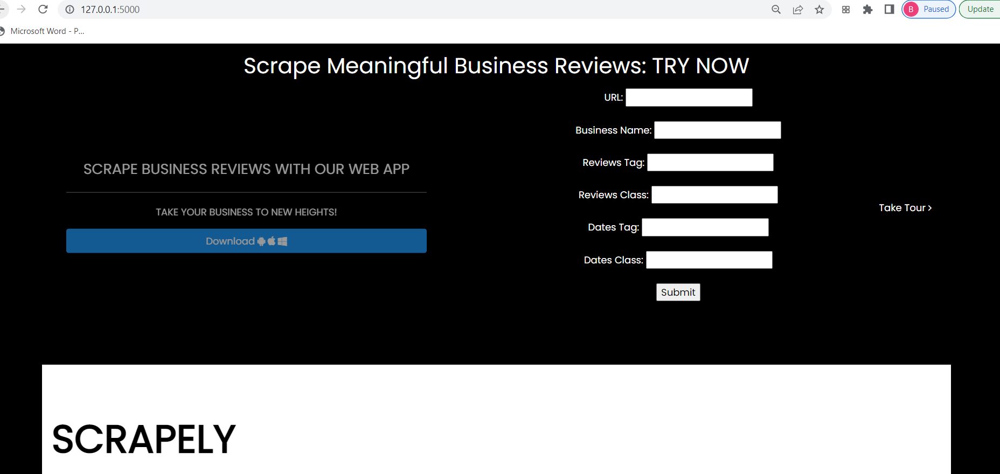 127.0.0.1:5000
B Paused Update
Microsoft Word - P...
Scrape Meaningful Business Reviews: TRY NOW
SCRAPE BUSINESS REVIEWS WITH OUR WEB APP
TAKE YOUR BUSINESS TO NEW HEIGHTS!
Download
URL:
Business Name:
Reviews Tag:
Reviews Class:
Dates Tag:
Dates Class:
Submit
Take Tour >
SCRAPELY